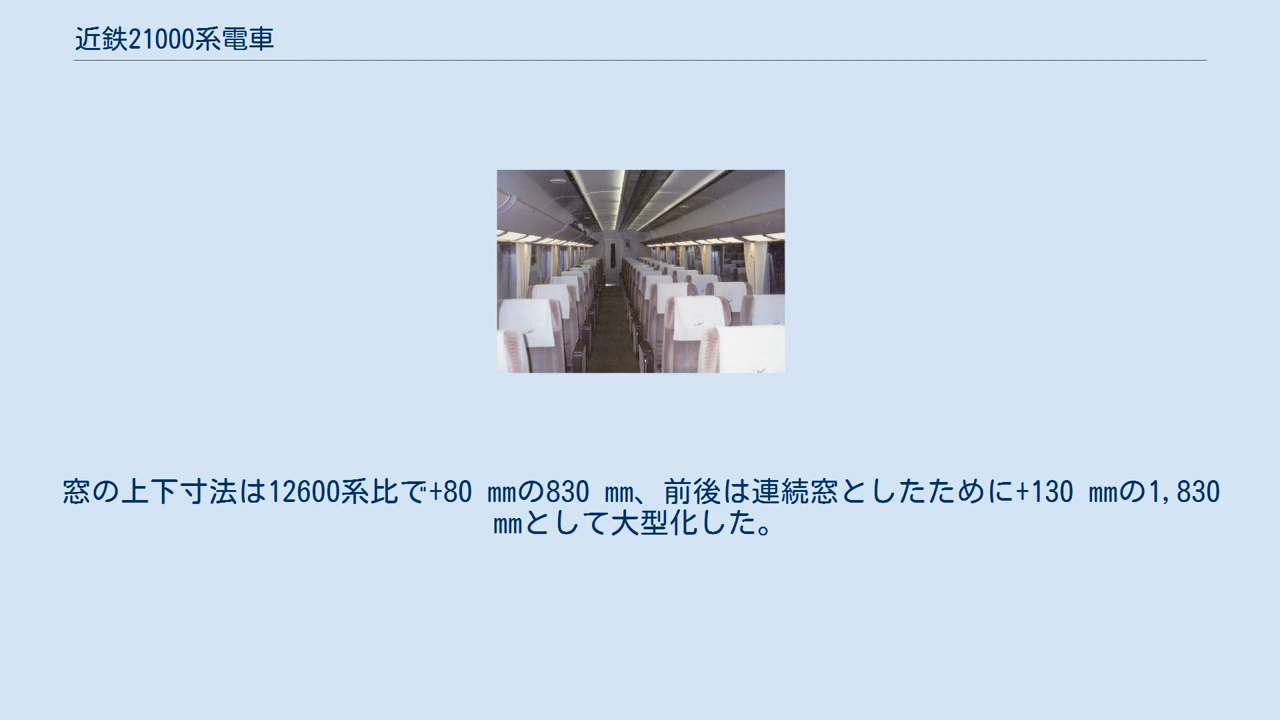 近鉄21000系電車
窓の上下寸法は12600系比で+80 mmの830 mm、前後は連続窓としたために+130 mmの1,830
mmとして大型化した。